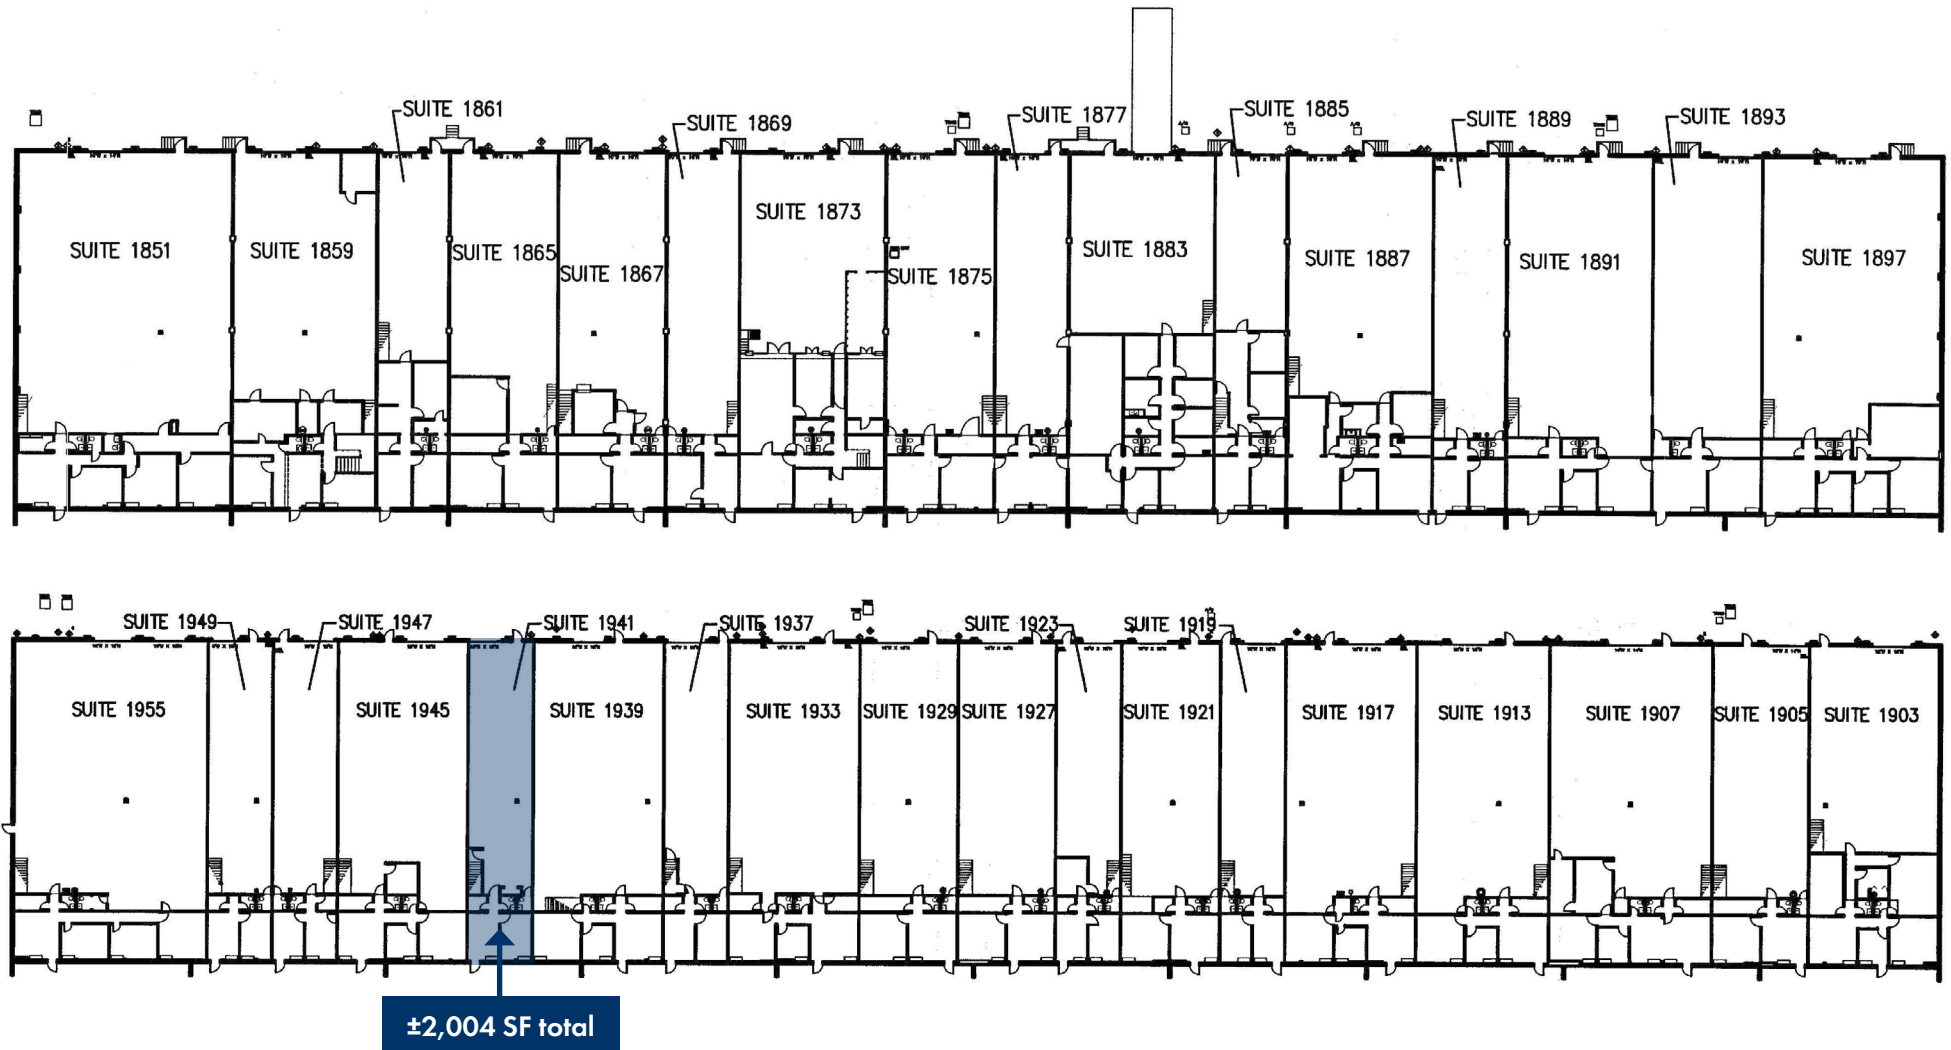 SUITE 1861
SUITE 1869
SUITE 1877
SUITE 1885
SUITE 1889
SUITE 1893
SUITE 1851
SUITE 1859
SUITE 1865
SUITE 1867
SUITE 1873
SUITE 1875
SUITE 1883
SUITE 1887
SUITE 1891
SUITE 1897
SUITE 1949
SUITE 1947
SUITE 1941
SUITE 1937
SUITE 1923
SUITE 1919
SUITE 1955
SUITE 1945
SUITE 1939
SUITE 1933
SUITE 1929
SUITE 1927
SUITE 1921
SUITE 1917
SUITE 1913
SUITE 1907
SUITE 1905
SUITE 1903
±2,004 SF total